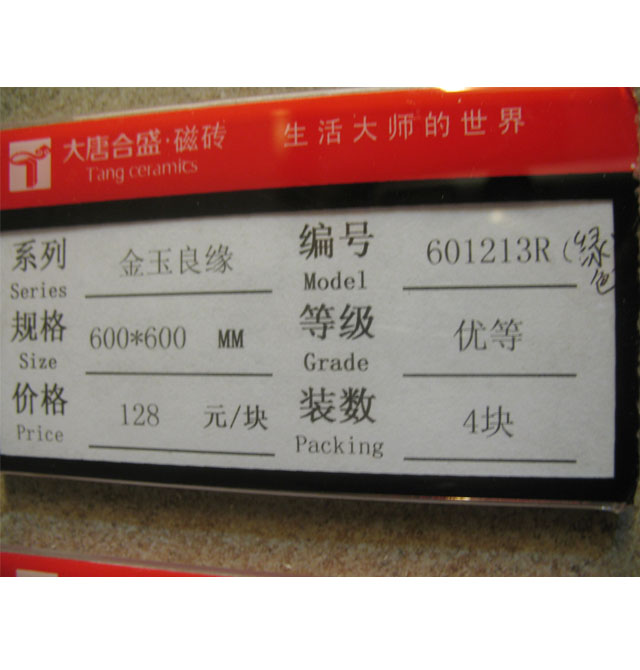 大唐合盛·磁砖 生活大师的世界
Tang ceramics
系列 金玉良缘 编号 601213R(绿色
Series Model
规格 600*600 MM 等级 优等
Size Grade
价格 128 元/块 装数 4块
Price Packing